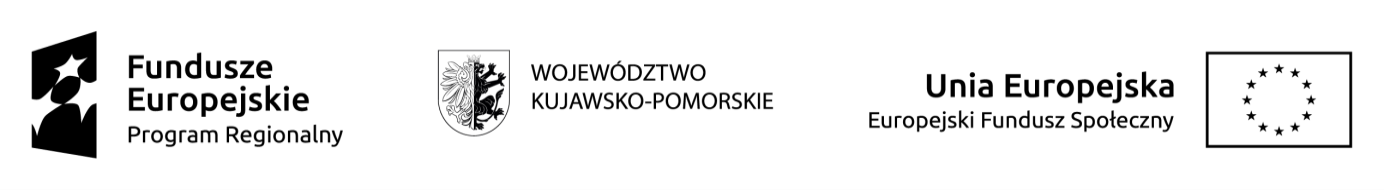 Fundusze
Europejskie
Program Regionalny
WOJEWÓDZTWO
KUJAWSKO-POMORSKIE
Unia Europejska
Europejski Fundusz Społeczny